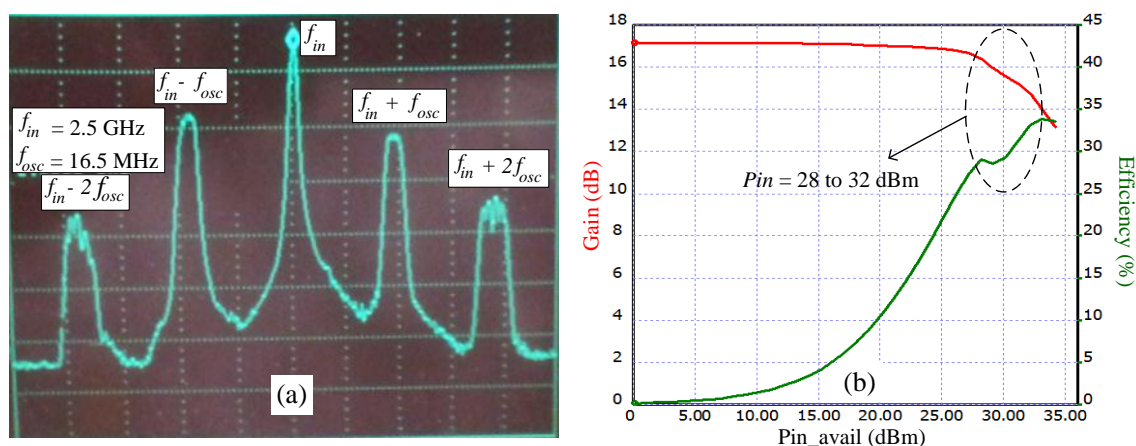 f_in
f_in - f_osc
f_in + f_osc
f_in = 2.5 GHz
f_osc = 16.5 MHz
f_in - 2f_osc
f_in + 2f_osc
(a)
Gain (dB)
18
16
14
12
10
8
6
4
2
0
Pin = 28 to 32 dBm
(b)
45
40
35
30
25
20
15
10
5
0
Efficiency (%)
0.00 5.00 10.00 15.00 20.00 25.00 30.00 35.00
Pin_avail (dBm)